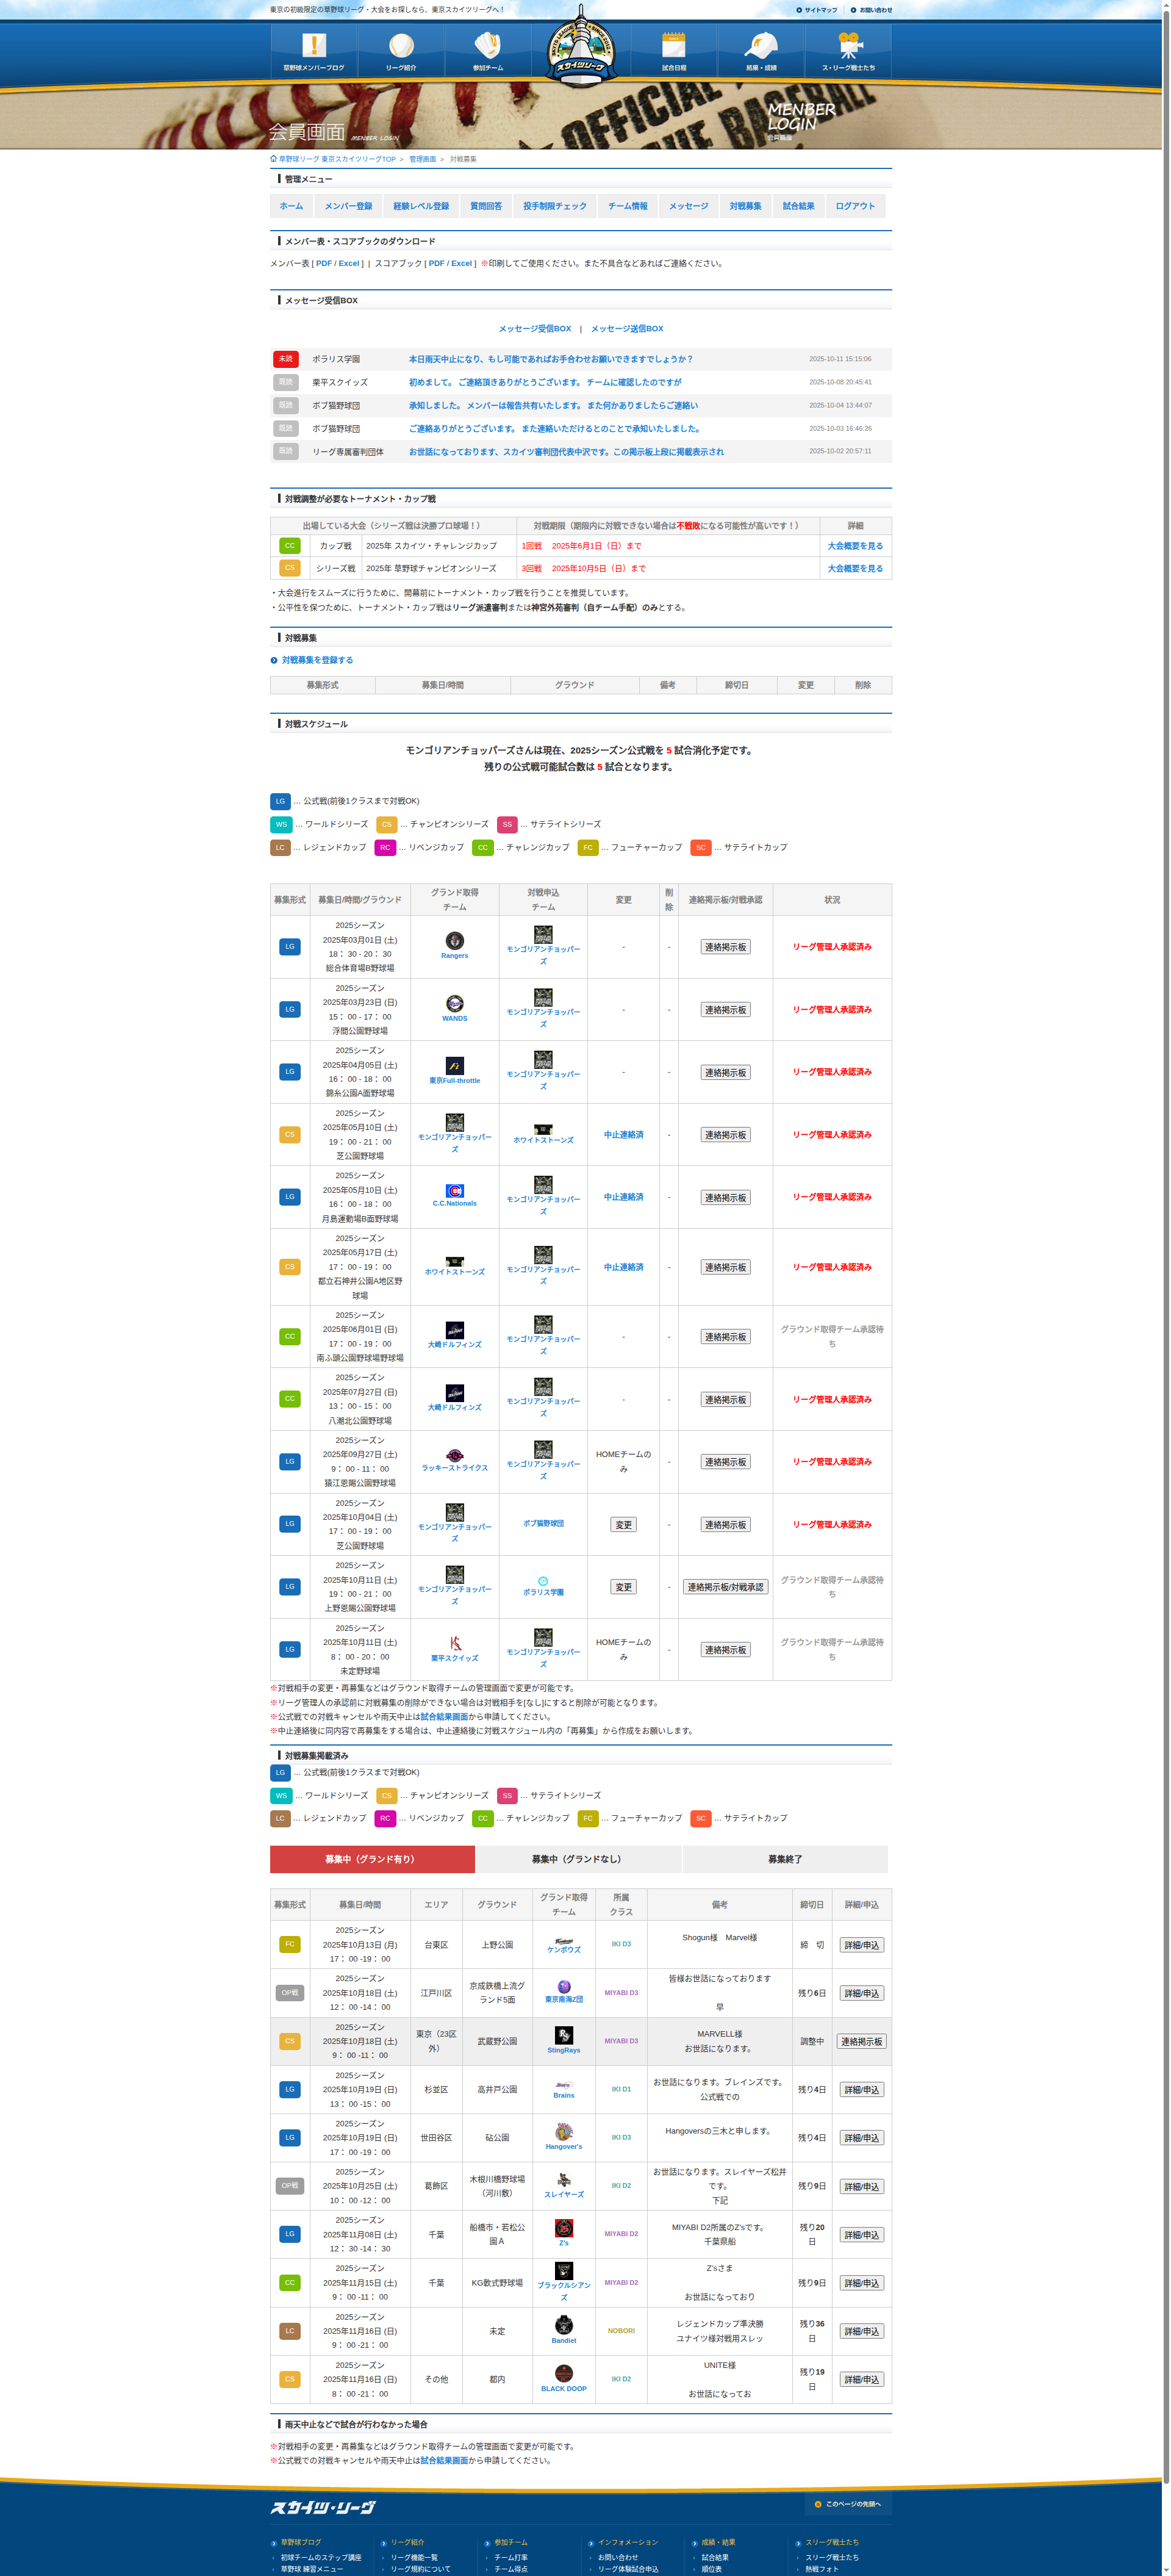 東京の初級限定の草野球リーグ・大会をお探しなら、東京スカイツリーグへ！
サイトマップ
お問い合わせ
草野球メンバーブログ
リーグ紹介
参加チーム
スカイツリーグ
試合日程
結果・成績
ス・リーグ戦士たち
会員画面 MENBER LOGIN
MENBER
LOGIN
会員画面
草野球リーグ 東京スカイツリーグTOP > 管理画面 > 対戦募集
管理メニュー
ホーム メンバー登録 経験レベル登録 質問回答 投手制限チェック チーム情報 メッセージ 対戦募集 試合結果 ログアウト
メンバー表・スコアブックのダウンロード
メンバー表 [ PDF / Excel ] | スコアブック [ PDF / Excel ] ※印刷してご使用ください。また不具合などあればご連絡ください。
メッセージ受信BOX
メッセージ受信BOX | メッセージ送信BOX
未読 ポラリス学園 本日雨天中止になり、もし可能であればお手合わせお願いできますでしょうか？ 2025-10-11 15:15:06
既読 栗平スクイッズ 初めまして。 ご連絡頂きありがとうございます。 チームに確認したのですが 2025-10-08 20:45:41
既読 ボブ猫野球団 承知しました。 メンバーは報告共有いたします。 また何かありましたらご連絡い 2025-10-04 13:44:07
既読 ボブ猫野球団 ご連絡ありがとうございます。 また連絡いただけるとのことで承知いたしました。 2025-10-03 16:46:26
既読 リーグ専属審判団体 お世話になっております、スカイツ審判団代表中沢です。この掲示板上段に掲載表示され 2025-10-02 20:57:11
対戦調整が必要なトーナメント・カップ戦
出場している大会（シリーズ戦は決勝プロ球場！） 対戦期限（期限内に対戦できない場合は不戦敗になる可能性が高いです！） 詳細
CC カップ戦 2025年 スカイツ・チャレンジカップ 1回戦 2025年6月1日（日）まで 大会概要を見る
CS シリーズ戦 2025年 草野球チャンピオンシリーズ 3回戦 2025年10月5日（日）まで 大会概要を見る
・大会進行をスムーズに行うために、開幕前にトーナメント・カップ戦を行うことを推奨しています。
・公平性を保つために、トーナメント・カップ戦はリーグ派遣審判または神宮外苑審判（自チーム手配）のみとする。
対戦募集
対戦募集を登録する
募集形式 募集日/時間 グラウンド 備考 締切日 変更 削除
対戦スケジュール
モンゴリアンチョッパーズさんは現在、2025シーズン公式戦を 5 試合消化予定です。
残りの公式戦可能試合数は 5 試合となります。
LG … 公式戦(前後1クラスまで対戦OK)
WS … ワールドシリーズ CS … チャンピオンシリーズ SS … サテライトシリーズ
LC … レジェンドカップ RC … リベンジカップ CC … チャレンジカップ FC … フューチャーカップ SC … サテライトカップ
募集形式 募集日/時間/グラウンド グランド取得チーム 対戦申込チーム 変更 削除 連絡掲示板/対戦承認 状況
LG 2025シーズン 2025年03月01日 (土) 18： 30 - 20： 30 総合体育場B野球場 Rangers モンゴリアンチョッパーズ - - 連絡掲示板 リーグ管理人承認済み
LG 2025シーズン 2025年03月23日 (日) 15： 00 - 17： 00 浮間公園野球場 WANDS モンゴリアンチョッパーズ - - 連絡掲示板 リーグ管理人承認済み
LG 2025シーズン 2025年04月05日 (土) 16： 00 - 18： 00 錦糸公園A面野球場 東京Full-throttle モンゴリアンチョッパーズ - - 連絡掲示板 リーグ管理人承認済み
CS 2025シーズン 2025年05月10日 (土) 19： 00 - 21： 00 芝公園野球場 モンゴリアンチョッパーズ ホワイトストーンズ 中止連絡済 - 連絡掲示板 リーグ管理人承認済み
LG 2025シーズン 2025年05月10日 (土) 16： 00 - 18： 00 月島運動場B面野球場 C.C.Nationals モンゴリアンチョッパーズ 中止連絡済 - 連絡掲示板 リーグ管理人承認済み
CS 2025シーズン 2025年05月17日 (土) 17： 00 - 19： 00 都立石神井公園A地区野球場 ホワイトストーンズ モンゴリアンチョッパーズ 中止連絡済 - 連絡掲示板 リーグ管理人承認済み
CC 2025シーズン 2025年06月01日 (日) 17： 00 - 19： 00 南ふ頭公園野球場野球場 大崎ドルフィンズ モンゴリアンチョッパーズ - - 連絡掲示板 グラウンド取得チーム承認待ち
CC 2025シーズン 2025年07月27日 (日) 13： 00 - 15： 00 八潮北公園野球場 大崎ドルフィンズ モンゴリアンチョッパーズ - - 連絡掲示板 リーグ管理人承認済み
LG 2025シーズン 2025年09月27日 (土) 9： 00 - 11： 00 猿江恩賜公園野球場 ラッキーストライクス モンゴリアンチョッパーズ HOMEチームのみ - 連絡掲示板 リーグ管理人承認済み
LG 2025シーズン 2025年10月04日 (土) 17： 00 - 19： 00 芝公園野球場 モンゴリアンチョッパーズ ボブ猫野球団 変更 - 連絡掲示板 リーグ管理人承認済み
LG 2025シーズン 2025年10月11日 (土) 19： 00 - 21： 00 上野恩賜公園野球場 モンゴリアンチョッパーズ ポラリス学園 変更 - 連絡掲示板/対戦承認 グラウンド取得チーム承認待ち
LG 2025シーズン 2025年10月11日 (土) 8： 00 - 20： 00 未定野球場 栗平スクイッズ モンゴリアンチョッパーズ HOMEチームのみ - 連絡掲示板 グラウンド取得チーム承認待ち
※対戦相手の変更・再募集などはグラウンド取得チームの管理画面で変更が可能です。
※リーグ管理人の承認前に対戦募集の削除ができない場合は対戦相手を[なし]にすると削除が可能となります。
※公式戦での対戦キャンセルや雨天中止は試合結果画面から申請してください。
※中止連絡後に同内容で再募集をする場合は、中止連絡後に対戦スケジュール内の「再募集」から作成をお願いします。
対戦募集掲載済み
LG … 公式戦(前後1クラスまで対戦OK)
WS … ワールドシリーズ CS … チャンピオンシリーズ SS … サテライトシリーズ
LC … レジェンドカップ RC … リベンジカップ CC … チャレンジカップ FC … フューチャーカップ SC … サテライトカップ
募集中（グランド有り） 募集中（グランドなし） 募集終了
募集形式 募集日/時間 エリア グラウンド グランド取得チーム 所属クラス 備考 締切日 詳細/申込
FC 2025シーズン 2025年10月13日 (月) 17： 00 -19： 00 台東区 上野公園 ケンポウズ IKI D3 Shogun様 Marvel様 締 切 詳細/申込
OP戦 2025シーズン 2025年10月18日 (土) 12： 00 -14： 00 江戸川区 京成鉄橋上流グランド5面 東京南海Z団 MIYABI D3 皆様お世話になっております 早 残り6日 詳細/申込
CS 2025シーズン 2025年10月18日 (土) 9： 00 -11： 00 東京（23区外） 武蔵野公園 StingRays MIYABI D3 MARVELL様 お世話になります。 調整中 連絡掲示板
LG 2025シーズン 2025年10月19日 (日) 13： 00 -15： 00 杉並区 高井戸公園 Brains IKI D1 お世話になります。ブレインズです。 公式戦での 残り4日 詳細/申込
LG 2025シーズン 2025年10月19日 (日) 17： 00 -19： 00 世田谷区 砧公園 Hangover's IKI D3 Hangoversの三木と申します。 残り4日 詳細/申込
OP戦 2025シーズン 2025年10月25日 (土) 10： 00 -12： 00 葛飾区 木根川橋野球場（河川敷） スレイヤーズ IKI D2 お世話になります。スレイヤーズ松井です。 下記 残り9日 詳細/申込
LG 2025シーズン 2025年11月08日 (土) 12： 30 -14： 30 千葉 船橋市・若松公園Ａ Z's MIYABI D2 MIYABI D2所属のZ'sです。 千葉県船 残り20日 詳細/申込
CC 2025シーズン 2025年11月15日 (土) 9： 00 -11： 00 千葉 KG軟式野球場 ブラックルシアンズ MIYABI D2 Z'sさま お世話になっており 残り9日 詳細/申込
LC 2025シーズン 2025年11月16日 (日) 9： 00 -21： 00 未定 Bandiet NOBORI レジェンドカップ準決勝 ユナイツ様対戦用スレッ 残り36日 詳細/申込
CS 2025シーズン 2025年11月16日 (日) 8： 00 -21： 00 その他 都内 BLACK DOOP IKI D2 UNITE様 お世話になってお 残り19日 詳細/申込
雨天中止などで試合が行わなかった場合
※対戦相手の変更・再募集などはグラウンド取得チームの管理画面で変更が可能です。
※公式戦での対戦キャンセルや雨天中止は試合結果画面から申請してください。
スカイツ・リーグ
このページの先頭へ
草野球ブログ リーグ紹介 参加チーム インフォメーション 成績・結果 スリーグ戦士たち
初球チームのステップ講座 リーグ機能一覧 チーム打率 お問い合わせ 試合結果 スリーグ戦士たち
草野球 練習メニュー リーグ規約について チーム得点 リーグ体験試合申込 順位表 熱戦フォト